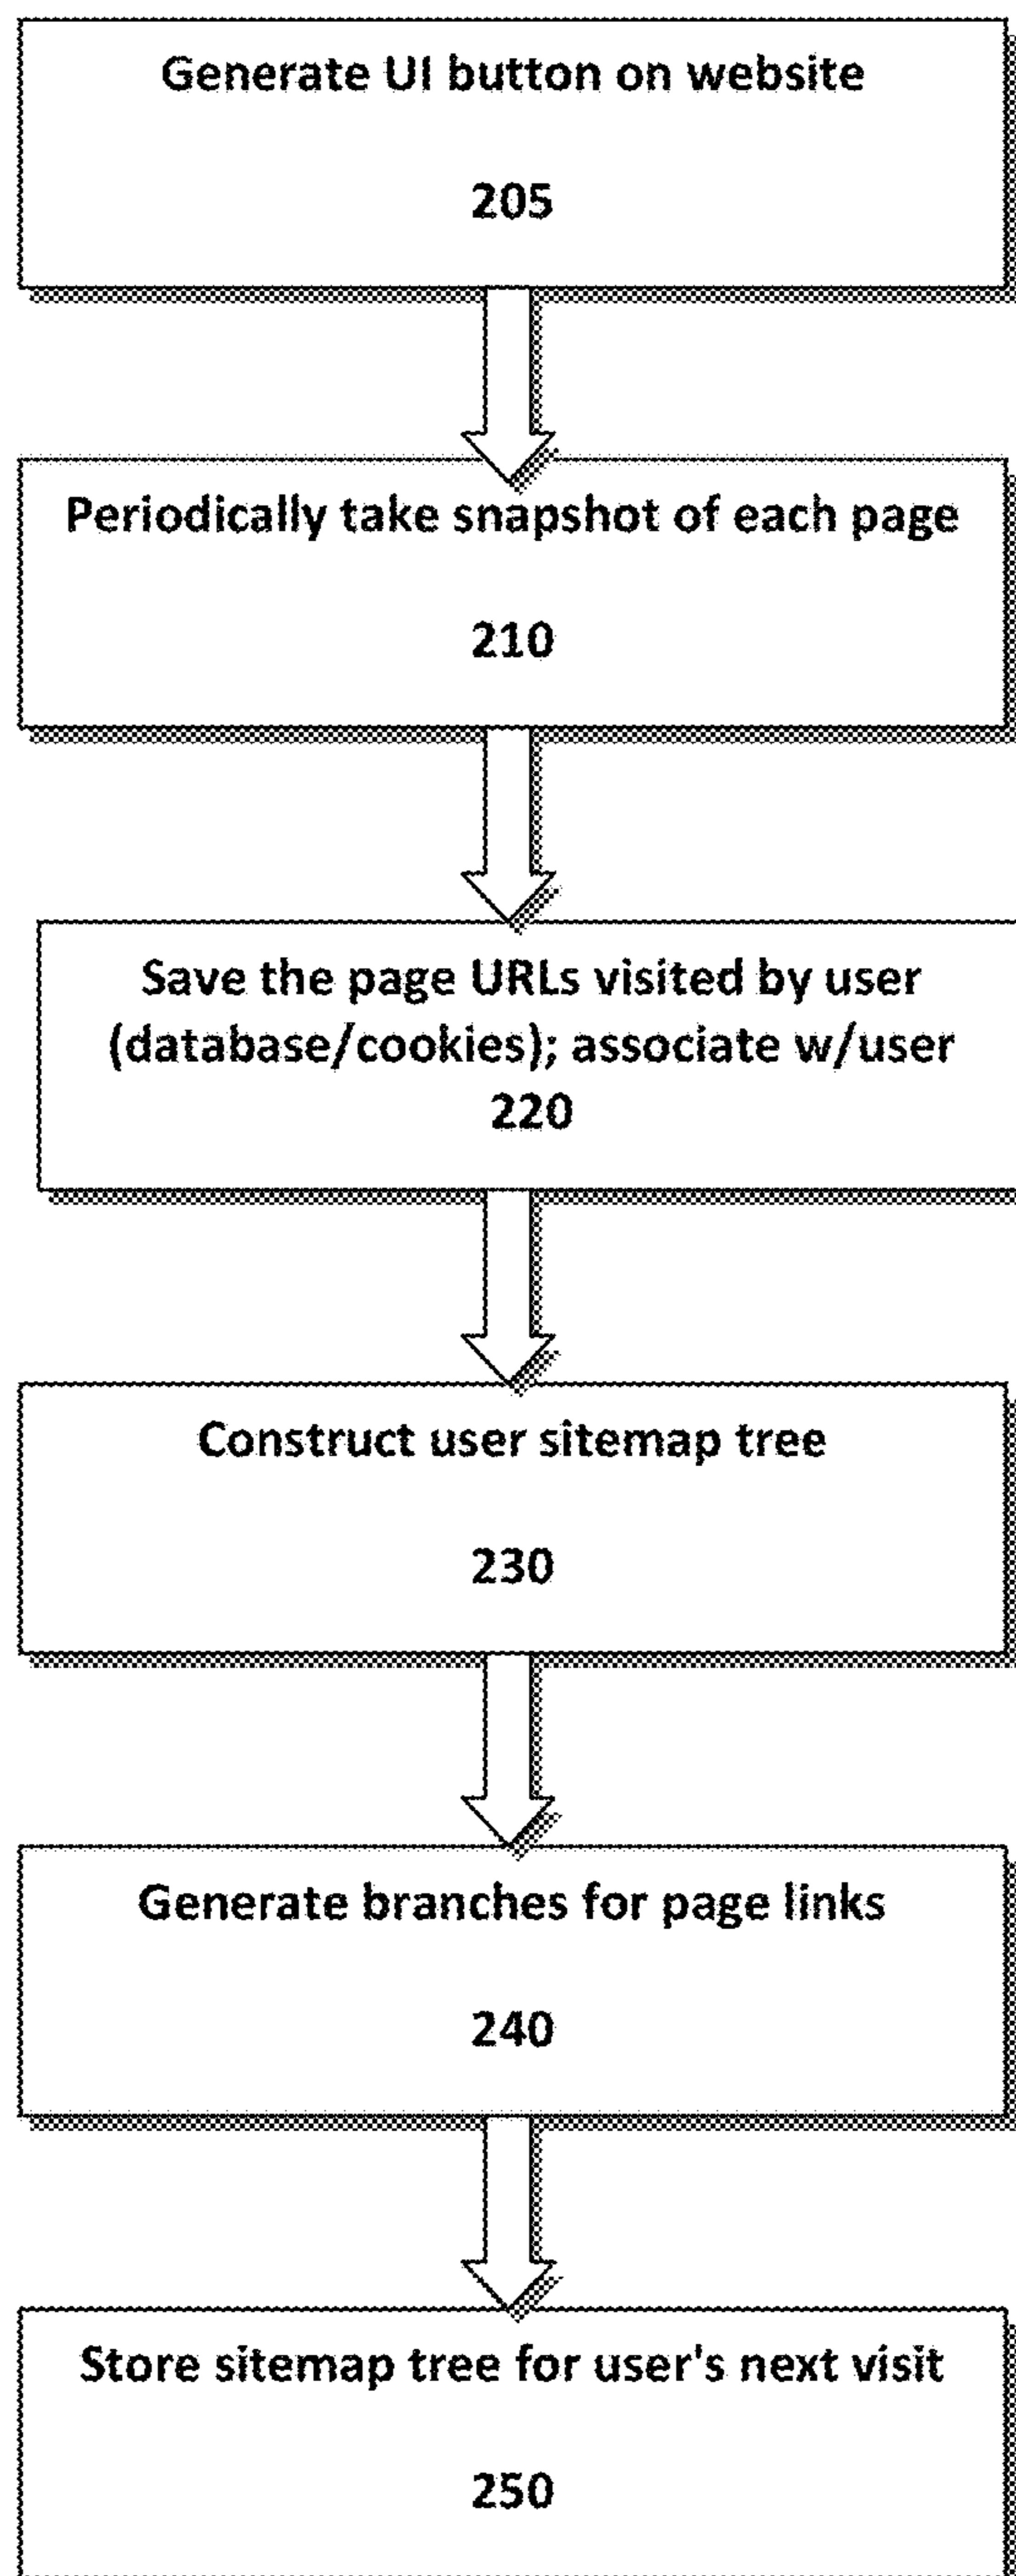 Generate UI button on website
205
Periodically take snapshot of each page
210
Save the page URLs visited by user
(database/cookies); associate w/user
220
Construct user sitemap tree
230
Generate branches for page links
240
Store sitemap tree for user's next visit
250